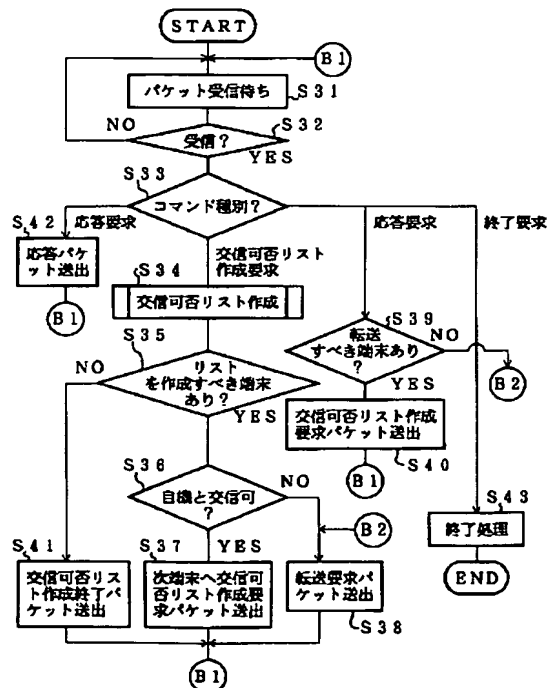 START
B1
パケット受信待ち
S31
NO
S32
受信?
YES
S33
コマンド種別?
S42
応答要求
応答要求
終了要求
応答パケ
ット送出
B1
交信可否リスト
作成要求
S34
交信可否リスト作成
S35
NO
リスト
を作成すべき端末
あり?
YES
S39
転送
すべき端末あり
?
NO
B2
YES
交信可否リスト作成
要求パケット送出
S40
B1
S36
自機と交信可
?
NO
B2
YES
S43
終了処理
END
S41
交信可否リス
ト作成終了パ
ケット送出
S37
次端末へ交信可
否リスト作成要
求パケット送出
転送要求パ
ケット送出
S38
B1